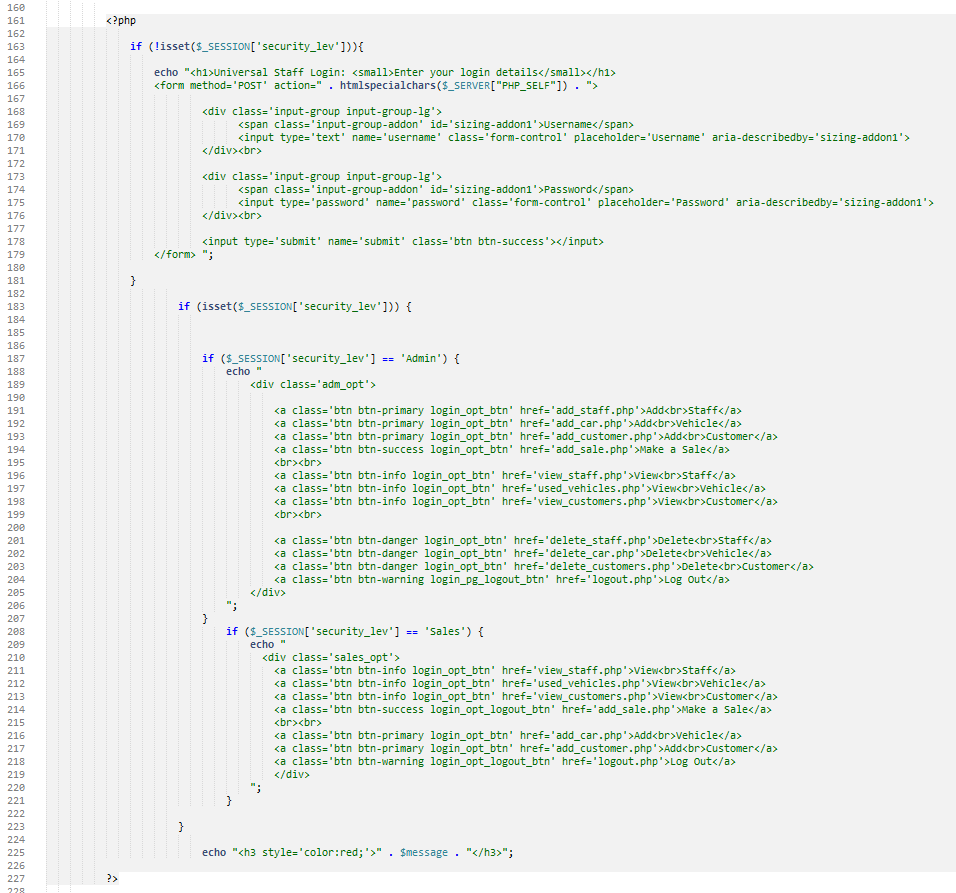 160
161 <?php
162
163 if (!isset($_SESSION['security_lev'])){
164
165 echo "<h1>Universal Staff Login: <small>Enter your login details</small></h1>
166 <form method='POST' action=" . htmlspecialchars($_SERVER["PHP_SELF"]) . ">
167
168 <div class='input-group input-group-lg'>
169 <span class='input-group-addon' id='sizing-addon1'>Username</span>
170 <input type='text' name='username' class='form-control' placeholder='Username' aria-describedby='sizing-addon1'>
171 </div><br>
172
173 <div class='input-group input-group-lg'>
174 <span class='input-group-addon' id='sizing-addon1'>Password</span>
175 <input type='password' name='password' class='form-control' placeholder='Password' aria-describedby='sizing-addon1'>
176 </div><br>
177
178 <input type='submit' name='submit' class='btn btn-success'></input>
179 </form> ";
180
181 }
182
183 if (isset($_SESSION['security_lev'])) {
184
185
186
187 if ($_SESSION['security_lev'] == 'Admin') {
188 echo "
189 <div class='adm_opt'>
190
191 <a class='btn btn-primary login_opt_btn' href='add_staff.php'>Add<br>Staff</a>
192 <a class='btn btn-primary login_opt_btn' href='add_car.php'>Add<br>Vehicle</a>
193 <a class='btn btn-primary login_opt_btn' href='add_customer.php'>Add<br>Customer</a>
194 <a class='btn btn-success login_opt_btn' href='add_sale.php'>Make a Sale</a>
195 <br><br>
196 <a class='btn btn-info login_opt_btn' href='view_staff.php'>View<br>Staff</a>
197 <a class='btn btn-info login_opt_btn' href='used_vehicles.php'>View<br>Vehicle</a>
198 <a class='btn btn-info login_opt_btn' href='view_customers.php'>View<br>Customer</a>
199 <br><br>
200
201 <a class='btn btn-danger login_opt_btn' href='delete_staff.php'>Delete<br>Staff</a>
202 <a class='btn btn-danger login_opt_btn' href='delete_car.php'>Delete<br>Vehicle</a>
203 <a class='btn btn-danger login_opt_btn' href='delete_customers.php'>Delete<br>Customer</a>
204 <a class='btn btn-warning login_pg_logout_btn' href='logout.php'>Log Out</a>
205 </div>
206 ";
207 }
208 if ($_SESSION['security_lev'] == 'Sales') {
209 echo "
210 <div class='sales_opt'>
211 <a class='btn btn-info login_opt_btn' href='view_staff.php'>View<br>Staff</a>
212 <a class='btn btn-info login_opt_btn' href='used_vehicles.php'>View<br>Vehicle</a>
213 <a class='btn btn-info login_opt_btn' href='view_customers.php'>View<br>Customer</a>
214 <a class='btn btn-success login_opt_logout_btn' href='add_sale.php'>Make a Sale</a>
215 <br><br>
216 <a class='btn btn-primary login_opt_btn' href='add_car.php'>Add<br>Vehicle</a>
217 <a class='btn btn-primary login_opt_btn' href='add_customer.php'>Add<br>Customer</a>
218 <a class='btn btn-warning login_opt_logout_btn' href='logout.php'>Log Out</a>
219 </div>
220 ";
221 }
222
223 }
224
225 echo "<h3 style='color:red;'>" . $message . "</h3>";
226
227 ?>
228